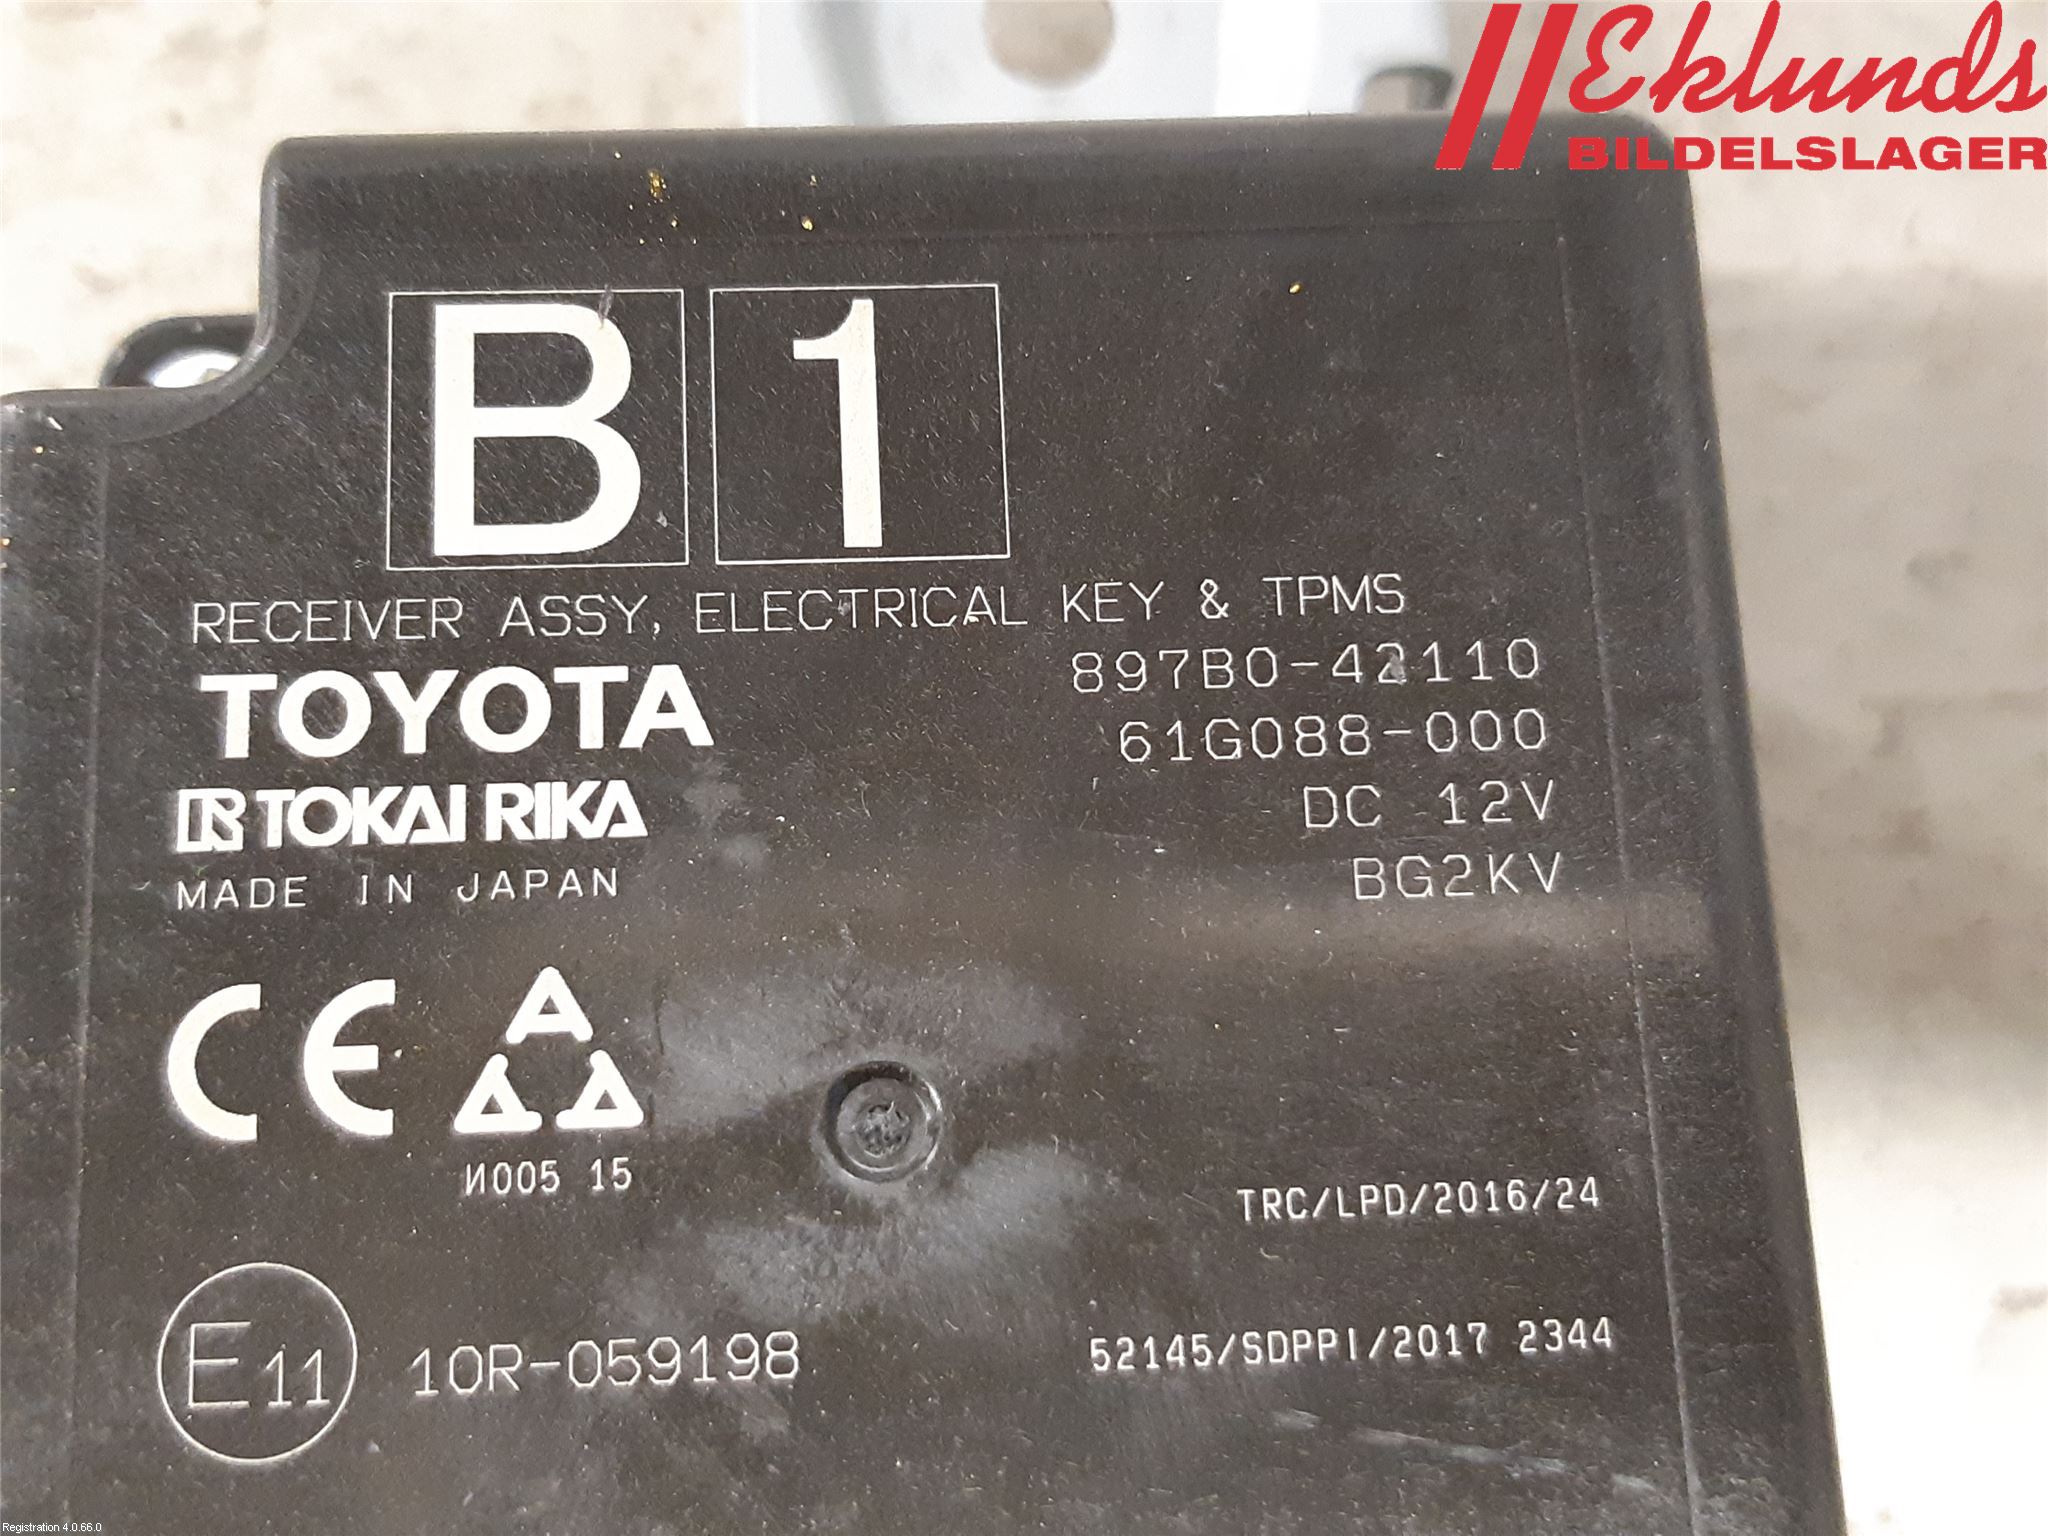 Eklunds
BILDELSLAGER
B 1
RECEIVER ASSY, ELECTRICAL KEY & TPMS
TOYOTA
897B0-42110
61G088-000
TOKAI RIKA
DC 12V
MADE IN JAPAN
BG2KV
CE
И005 15
TRC/LPD/2016/24
E11 10R-059198
52145/SDPPI/2017 2344
Registration 4.0.66.0